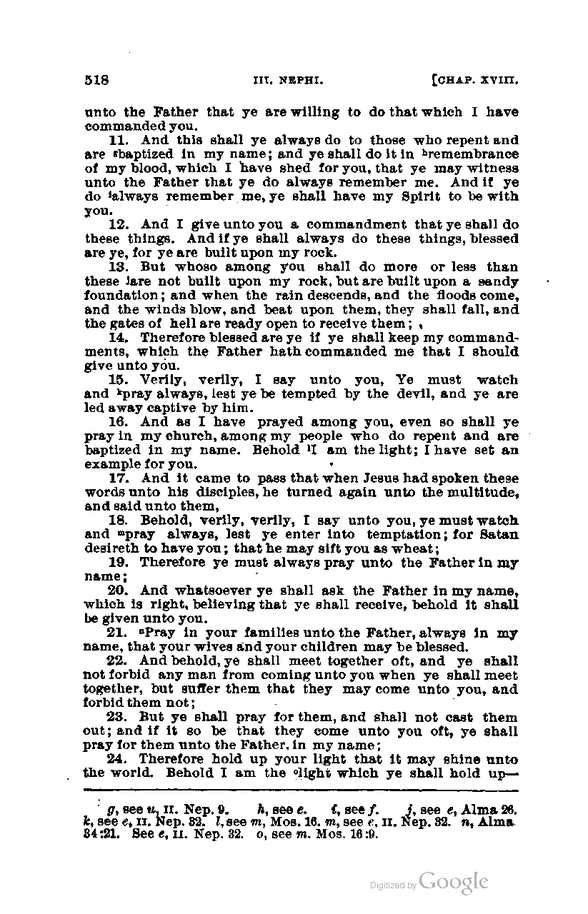 518 III. NEPHI. [CHAP. XVIII.
unto the Father that ye are willing to do that which I have
commanded you.
11. And this shall ye always do to those who repent and
are gbaptized in my name; and ye shall do it in hremembrance
of my blood, which I have shed for you, that ye may witness
unto the Father that ye do always remember me. And if ye
do ialways remember me, ye shall have my Spirit to be with
you.
12. And I give unto you a commandment that ye shall do
these things. And if ye shall always do these things, blessed
are ye, for ye are built upon my rock.
13. But whoso among you shall do more or less than
these jare not built upon my rock, but are built upon a sandy
foundation; and when the rain descends, and the floods come,
and the winds blow, and beat upon them, they shall fall, and
the gates of hell are ready open to receive them;
14. Therefore blessed are ye if ye shall keep my command-
ments, which the Father hath commanded me that I should
give unto you.
15. Verily, verily, I say unto you, Ye must watch
and kpray always, lest ye be tempted by the devil, and ye are
led away captive by him.
16. And as I have prayed among you, even so shall ye
pray in my church, among my people who do repent and are
baptized in my name. Behold lI am the light; I have set an
example for you.
17. And it came to pass that when Jesus had spoken these
words unto his disciples, he turned again unto the multitude,
and said unto them,
18. Behold, verily, verily, I say unto you, ye must watch
and mpray always, lest ye enter into temptation; for Satan
desireth to have you; that he may sift you as wheat;
19. Therefore ye must always pray unto the Father in my
name;
20. And whatsoever ye shall ask the Father in my name,
which is right, believing that ye shall receive, behold it shall
be given unto you.
21. nPray in your families unto the Father, always in my
name, that your wives and your children may be blessed.
22. And behold, ye shall meet together oft, and ye shall
not forbid any man from coming unto you when ye shall meet
together, but suffer them that they may come unto you, and
forbid them not;
23. But ye shall pray for them, and shall not cast them
out; and if it so be that they come unto you oft, ye shall
pray for them unto the Father, in my name;
24. Therefore hold up your light that it may shine unto
the world. Behold I am the olight which ye shall hold up—
g, see u, II. Nep. 9. h, see e. i, see f. j, see e, Alma 26.
k, see e, II. Nep. 32. l, see m, Mos. 16. m, see e, II. Nep. 32. n, Alma
34:21. See e, II. Nep. 32. o, see m. Mos. 16:9.
Digitized by Google